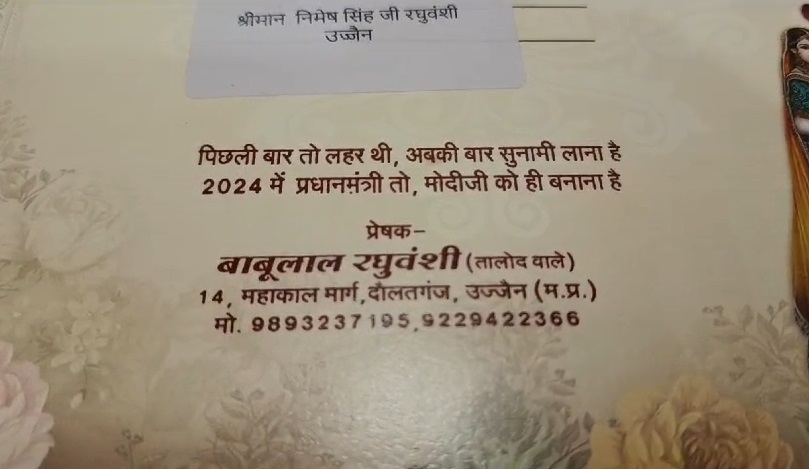 श्रीमान निमेष सिंह जी रघुवंशी
उज्जैन
पिछली बार तो लहर थी, अबकी बार सुनामी लाना है
2024 में प्रधानमंत्री तो, मोदीजी को ही बनाना है
प्रेषक-
बाबूलाल रघुवंशी (तालोद वाले)
14, महाकाल मार्ग, दौलतगंज, उज्जैन (म.प्र.)
मो. 9893237195, 9229422366